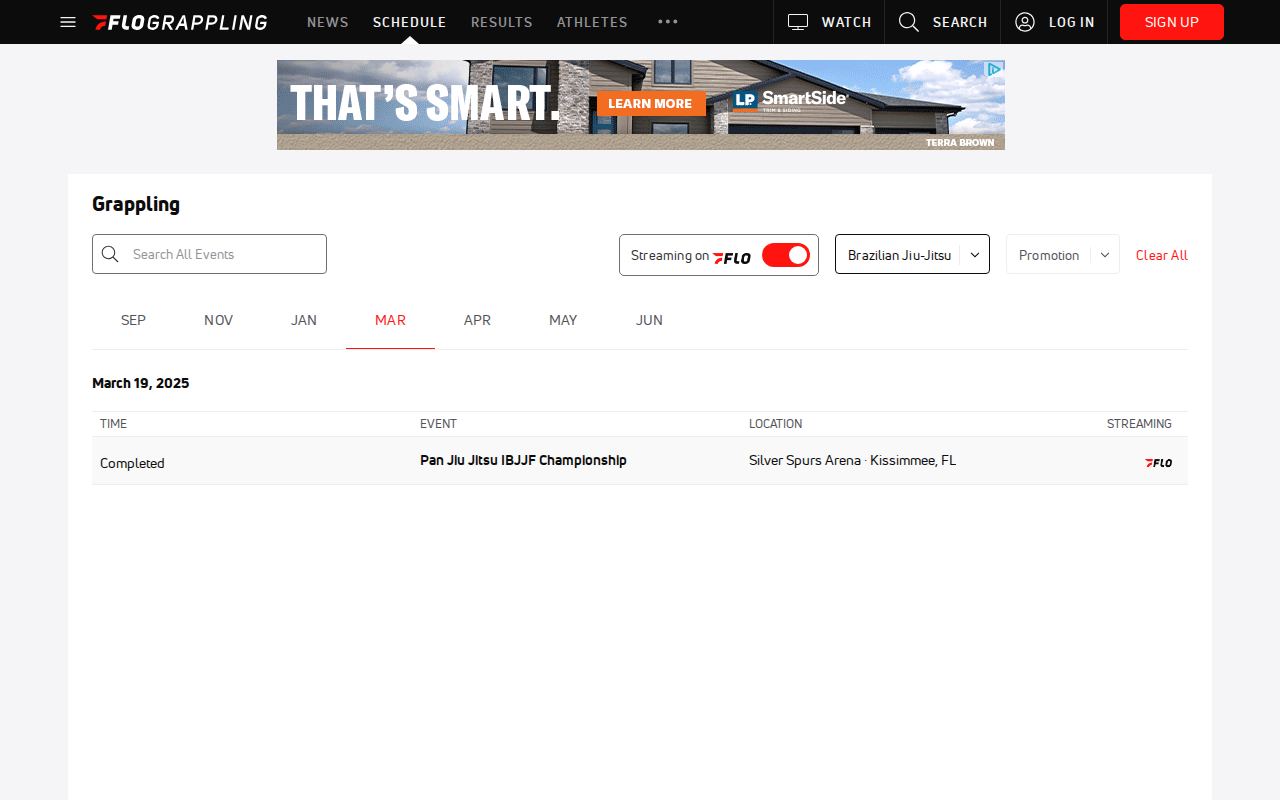 FLOGRAPPLING NEWS SCHEDULE RESULTS ATHLETES ••• WATCH SEARCH LOG IN SIGN UP
THAT'S SMART. LEARN MORE LP SmartSide
TRIM & SIDING
TERRA BROWN
Grappling
Search All Events Streaming on FLO Brazilian Jiu-Jitsu Promotion Clear All
SEP NOV JAN MAR APR MAY JUN
March 19, 2025
TIME EVENT LOCATION STREAMING
Completed Pan Jiu Jitsu IBJJF Championship Silver Spurs Arena · Kissimmee, FL FLO